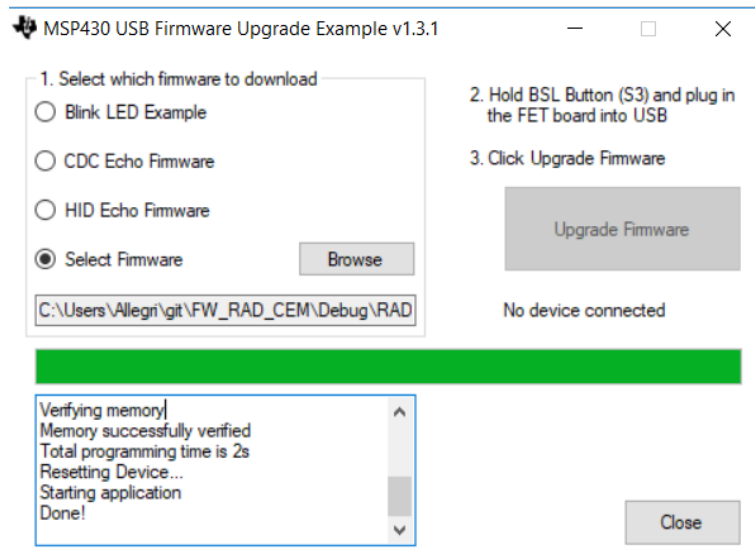 MSP430 USB Firmware Upgrade Example v1.3.1
1. Select which firmware to download
Blink LED Example
CDC Echo Firmware
HID Echo Firmware
Select Firmware
Browse
C:\Users\Allegri\git\FW_RAD_CEM\Debug\RAD
2. Hold BSL Button (S3) and plug in
the FET board into USB
3. Click Upgrade Firmware
Upgrade Firmware
No device connected
Verifying memory
Memory successfully verified
Total programming time is 2s
Resetting Device...
Starting application
Done!
Close